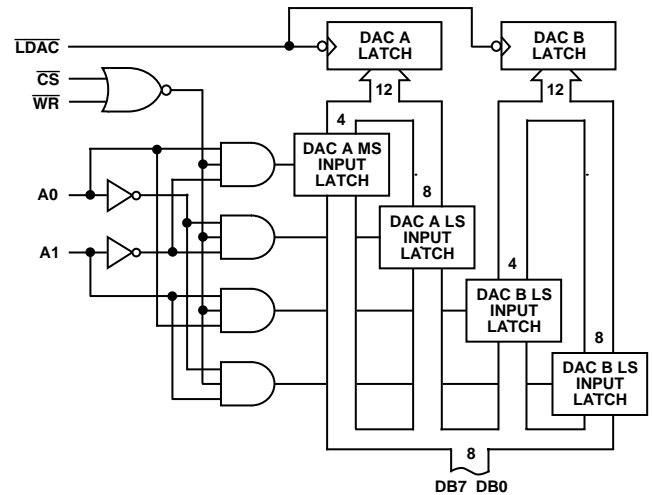 LDAC
CS
WR
A0
A1
DAC A
LATCH
DAC B
LATCH
12
12
4
DAC A MS
INPUT
LATCH
8
DAC A LS
INPUT
LATCH
4
DAC B LS
INPUT
LATCH
8
DAC B LS
INPUT
LATCH
8
DB7 DB0